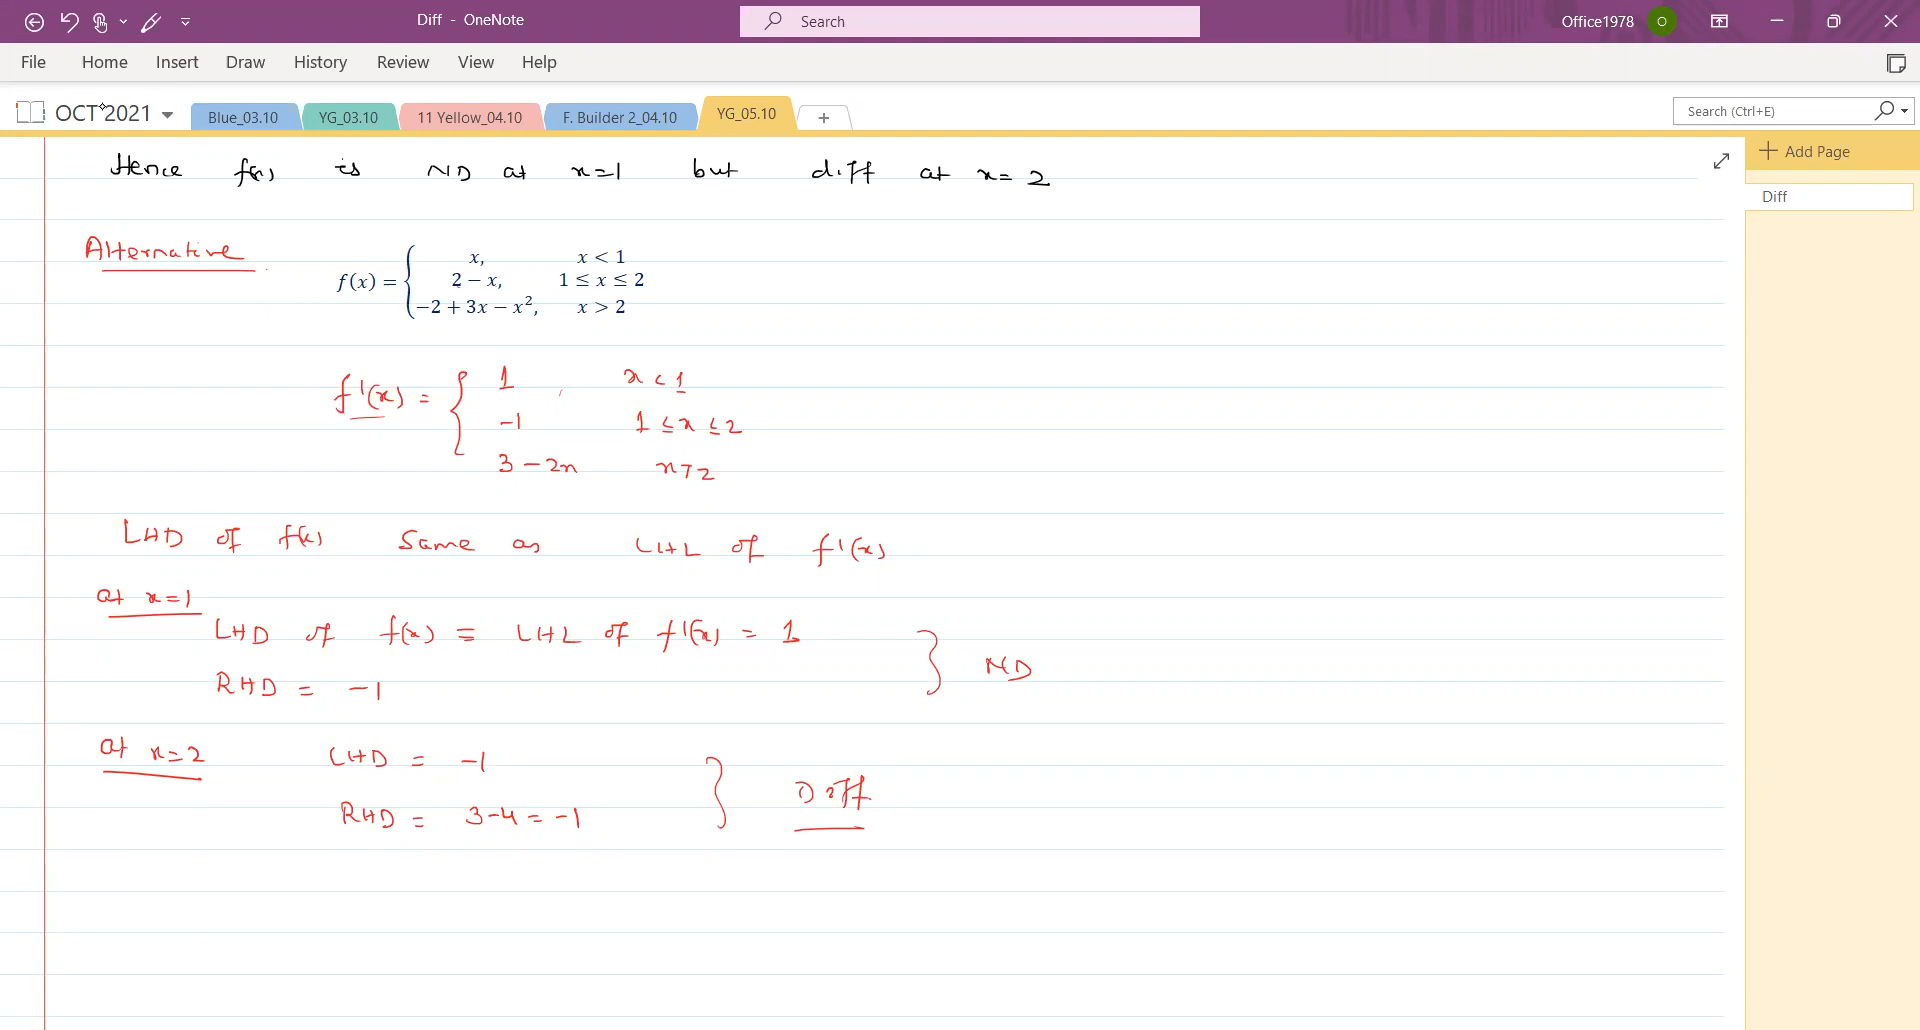 Diff - OneNote
Search
Office1978
O
File Home Insert Draw History Review View Help
OCT 2021
Blue_03.10
YG_03.10
11 Yellow_04.10
F. Builder 2_04.10
YG_05.10
+
Search (Ctrl+E)
Add Page
Diff
Hence f(x) is ND at x=1 but diff at x=2
Alternative
f(x) = { x, x < 1
2 − x, 1 ≤ x ≤ 2
−2 + 3x − x², x > 2
f'(x) = { 1 , x < 1
-1 1 ≤ x ≤ 2
3 - 2x x > 2
LHD of f(x) Same as LHL of f'(x)
at x=1
LHD of f(x) = LHL of f'(x) = 1
RHD = -1
} ND
at x=2
LHD = -1
RHD = 3-4 = -1
} Diff